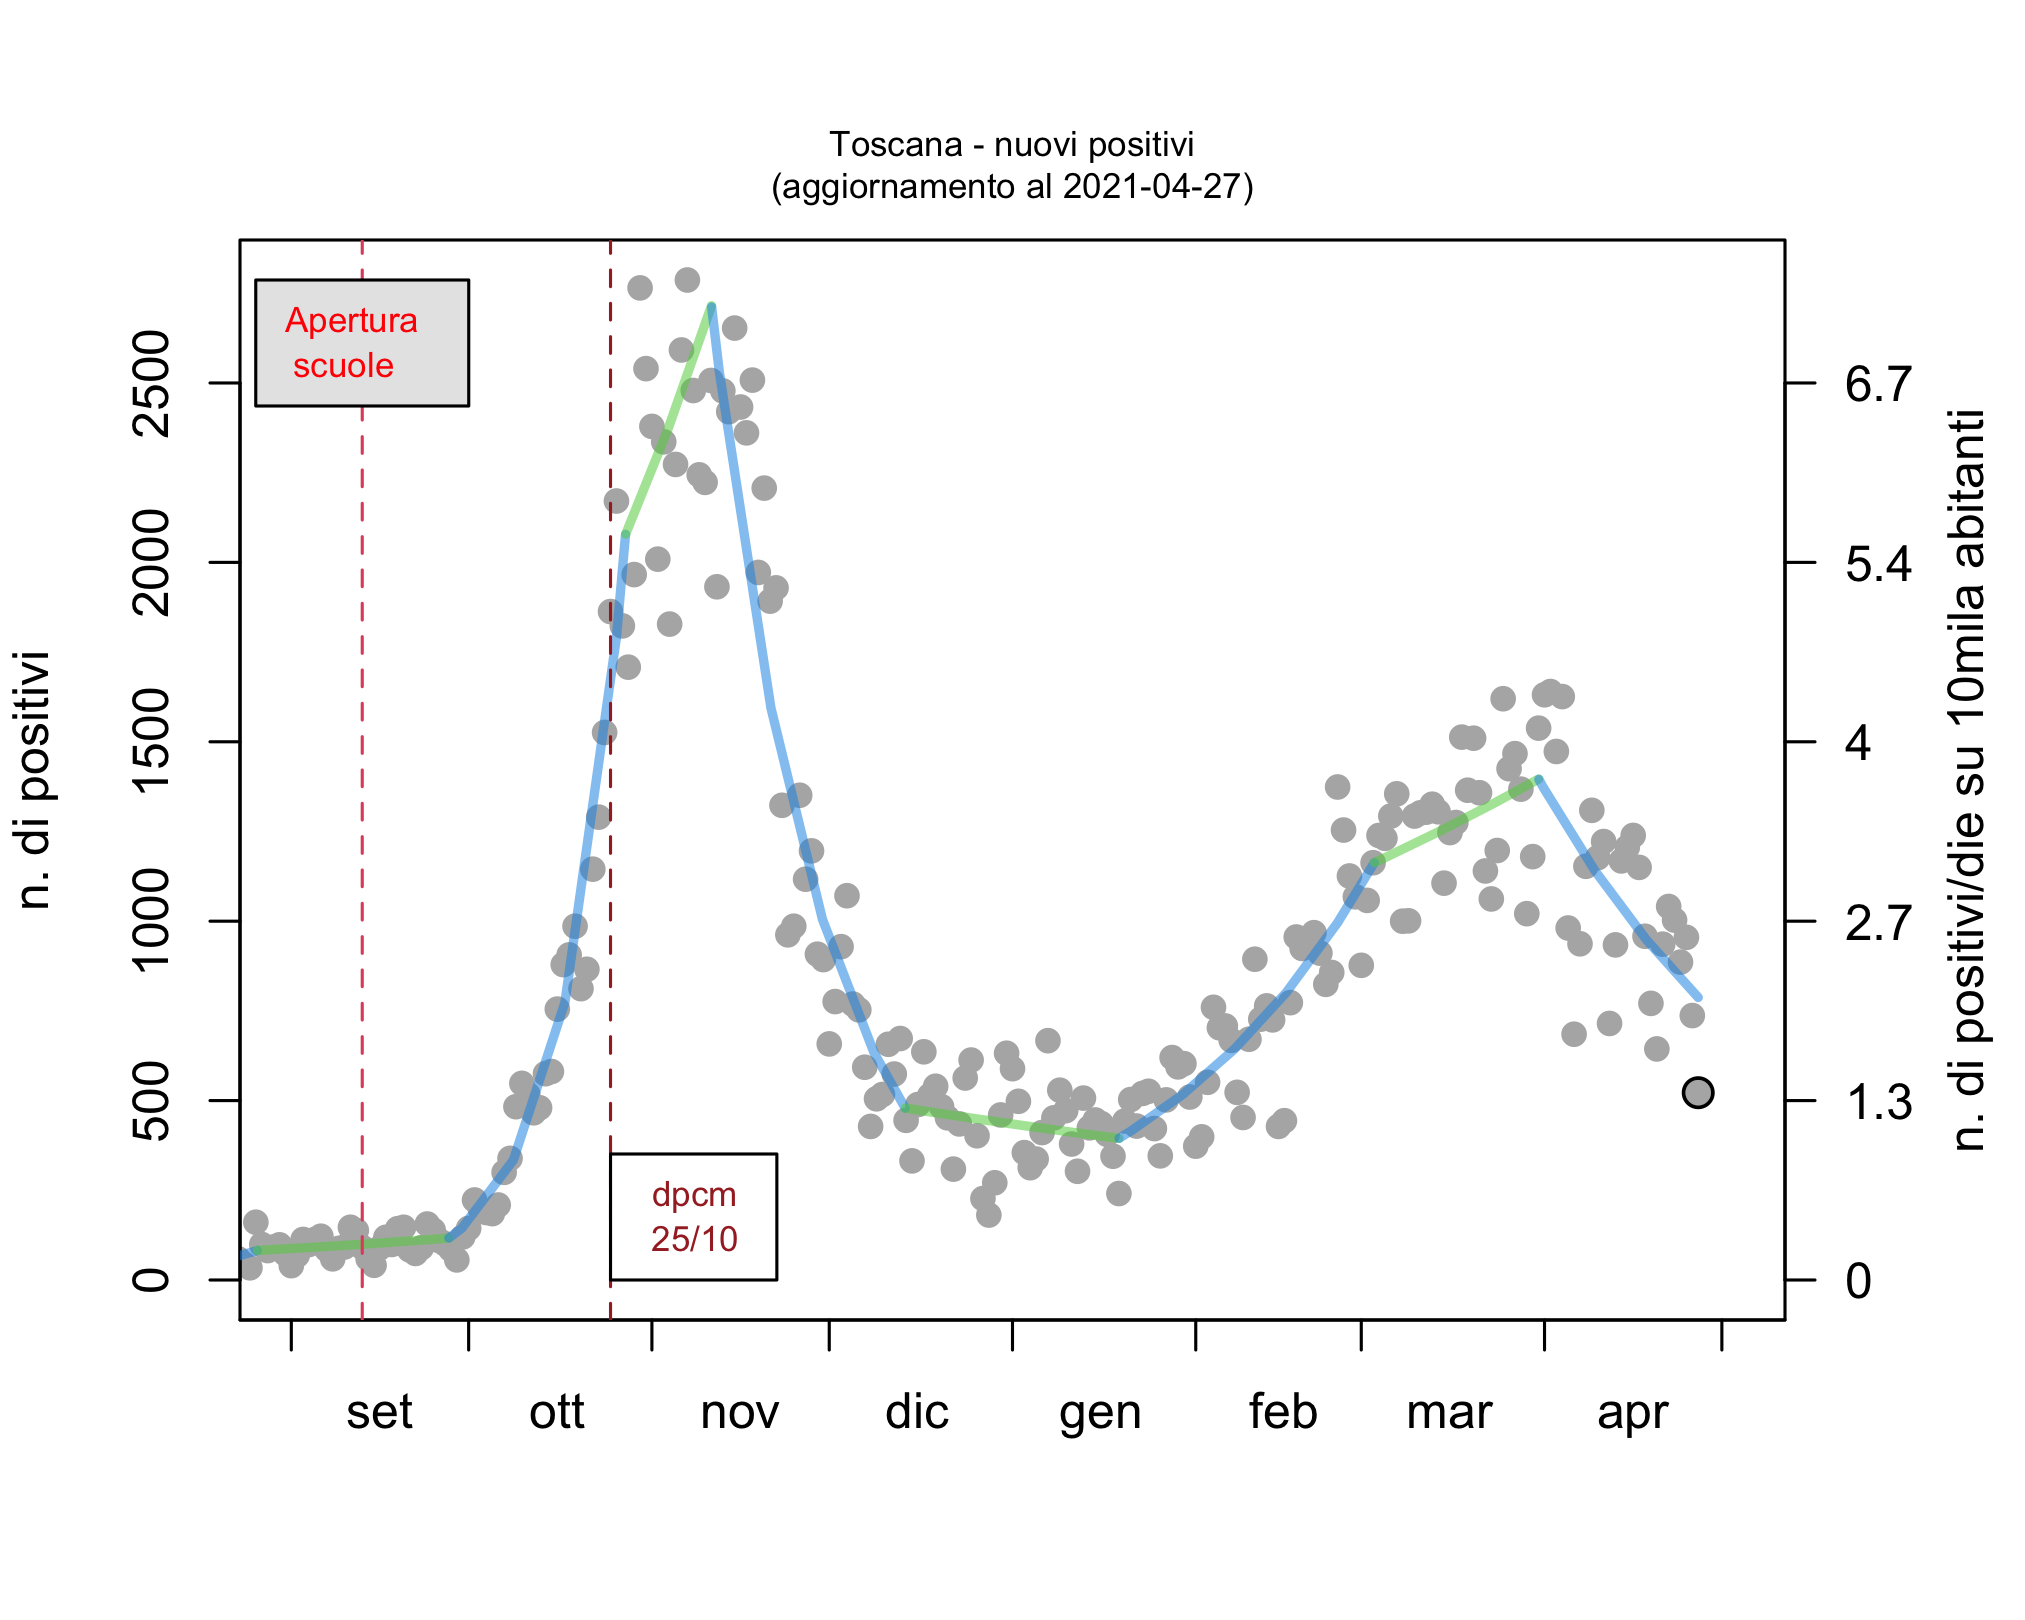 Toscana - nuovi positivi
(aggiornamento al 2021-04-27)
Apertura
scuole
dpcm
25/10
n. di positivi
2500
2000
1500
1000
500
0
6.7
5.4
4
2.7
1.3
0
n. di positivi/die su 10mila abitanti
set ott nov dic gen feb mar apr